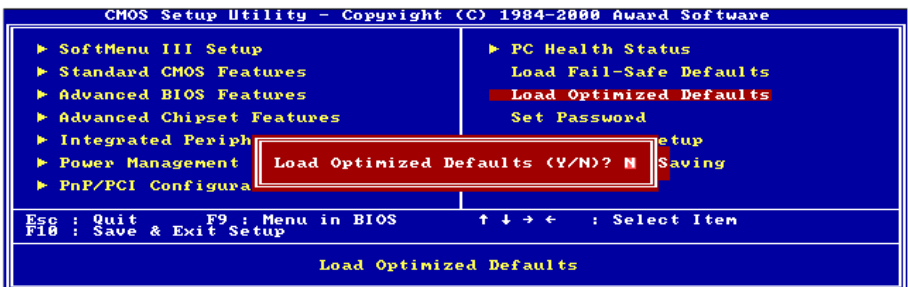 CMOS Setup Utility - Copyright (C) 1984-2000 Award Software
SoftMenu III Setup
Standard CMOS Features
Advanced BIOS Features
Advanced Chipset Features
Integrated Periph
Power Management
PnP/PCI Configura
PC Health Status
Load Fail-Safe Defaults
Load Optimized Defaults
Set Password
etup
Saving
Load Optimized Defaults (Y/N)? N
Esc : Quit F9 : Menu in BIOS ↑ ↓ → ← : Select Item
F10 : Save & Exit Setup
Load Optimized Defaults